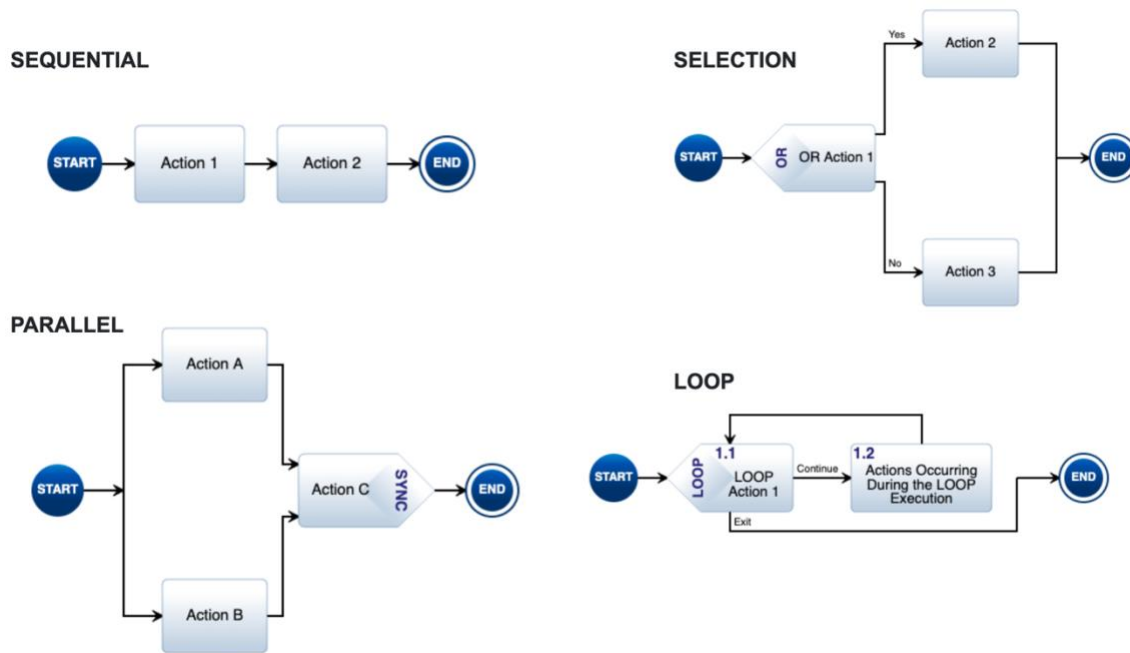 SEQUENTIAL
START
Action 1
Action 2
END
SELECTION
START
OR
OR Action 1
Yes
Action 2
No
Action 3
END
PARALLEL
START
Action A
Action B
Action C
SYNC
END
LOOP
START
LOOP
1.1
LOOP
Action 1
Continue
Exit
1.2
Actions Occurring
During the LOOP
Execution
END